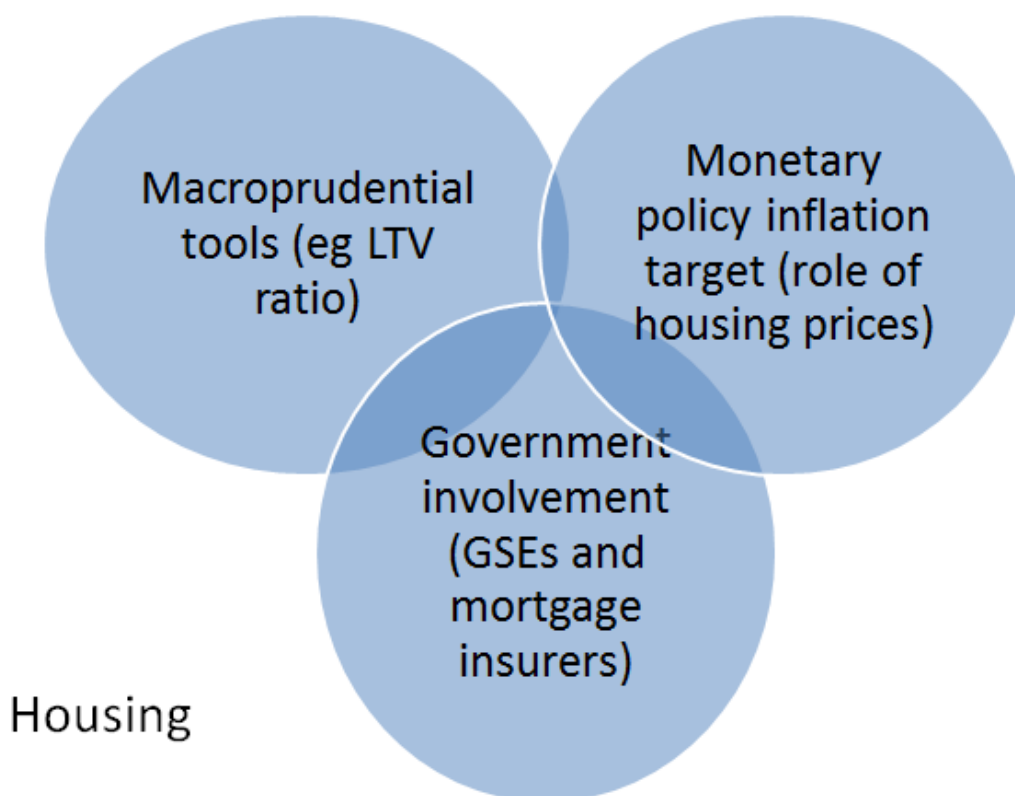 Macroprudential
tools (eg LTV
ratio)
Monetary
policy inflation
target (role of
housing prices)
Government
involvement
(GSEs and
mortgage
insurers)
Housing